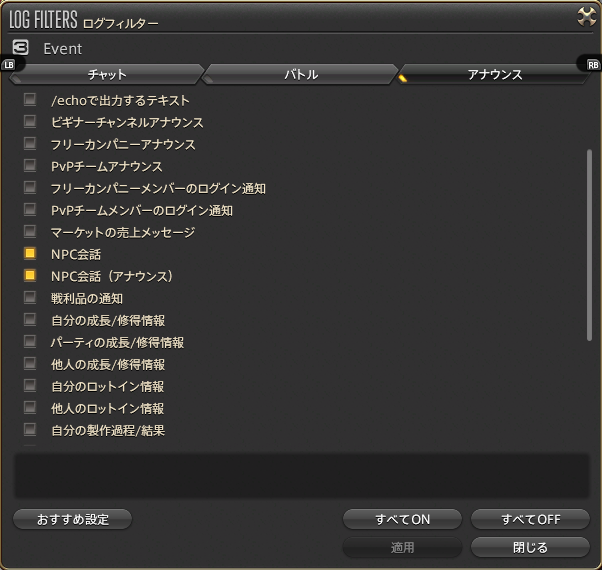 LOG FILTERS ログフィルター
3 Event
LB チャット バトル アナウンス RB
/echoで出力するテキスト
ビギナーチャンネルアナウンス
フリーカンパニーアナウンス
PvPチームアナウンス
フリーカンパニーメンバーのログイン通知
PvPチームメンバーのログイン通知
マーケットの売上メッセージ
NPC会話
NPC会話（アナウンス）
戦利品の通知
自分の成長/修得情報
パーティの成長/修得情報
他人の成長/修得情報
自分のロットイン情報
他人のロットイン情報
自分の製作過程/結果
おすすめ設定 すべてON すべてOFF
適用 閉じる